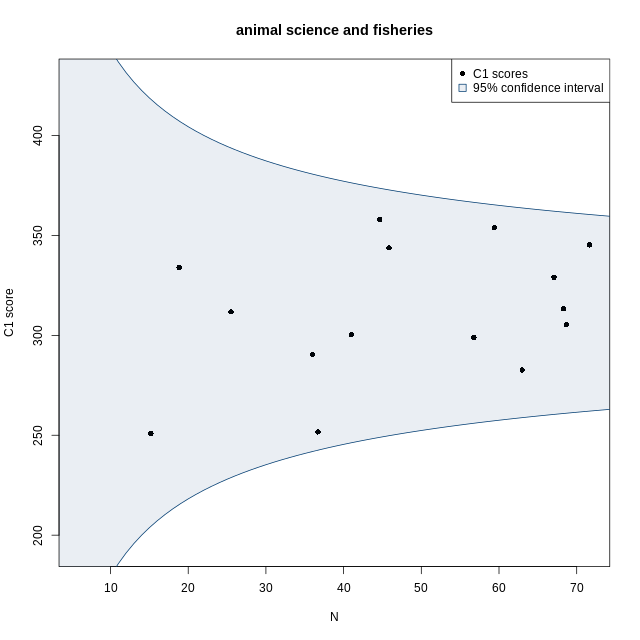 animal science and fisheries
C1 scores
95% confidence interval
C1 score
400
350
300
250
200
10 20 30 40 50 60 70
N